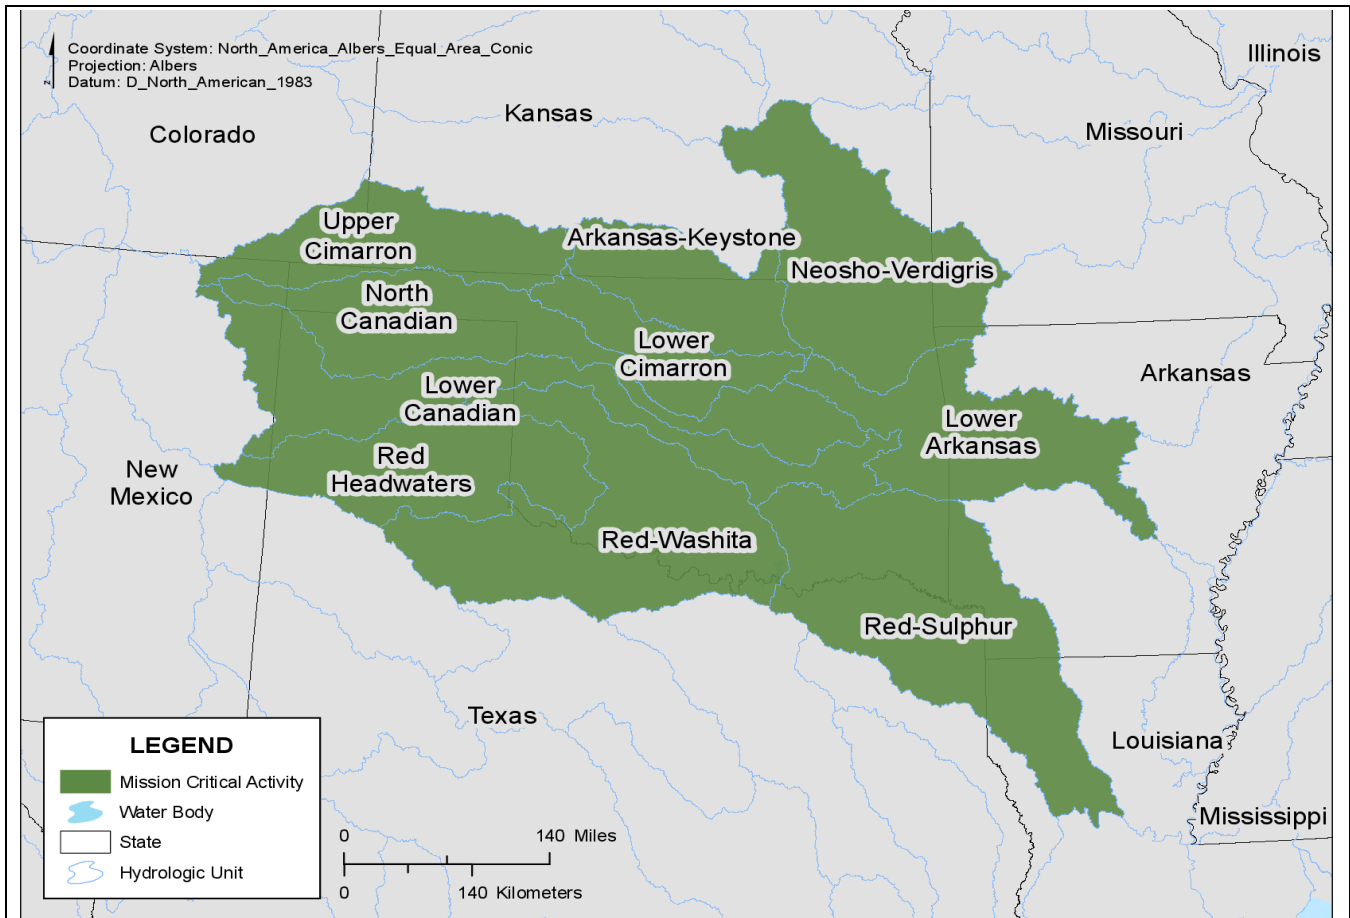 Coordinate System: North_America_Albers_Equal_Area_Conic
Projection: Albers
Datum: D_North_American_1983
N
Illinois
Kansas
Colorado
Missouri
Upper
Cimarron
Arkansas-Keystone
Neosho-Verdigris
North
Canadian
Lower
Cimarron
Arkansas
Lower
Canadian
Lower
Arkansas
Red
Headwaters
New
Mexico
Red-Washita
Red-Sulphur
Texas
Louisiana
Mississippi
LEGEND
Mission Critical Activity
Water Body
State
Hydrologic Unit
0 140 Miles
0 140 Kilometers